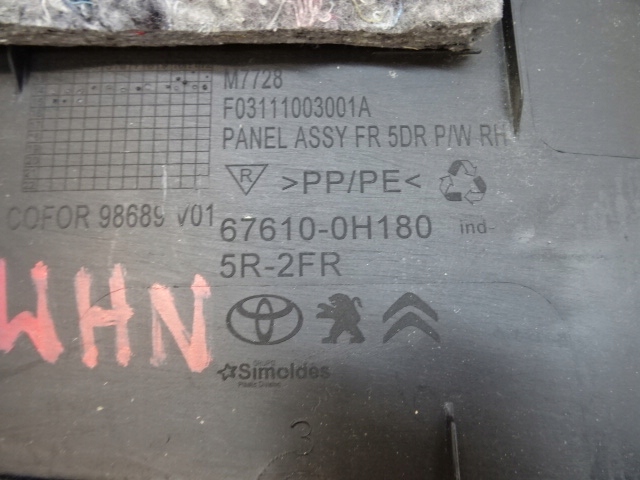 M7728
F03111003001A
PANEL ASSY FR 5DR P/W RH
R >PP/PE<
COFOR 98689 V01
67610-0H180 ind-
5R-2FR
WHN
Simoldes
3